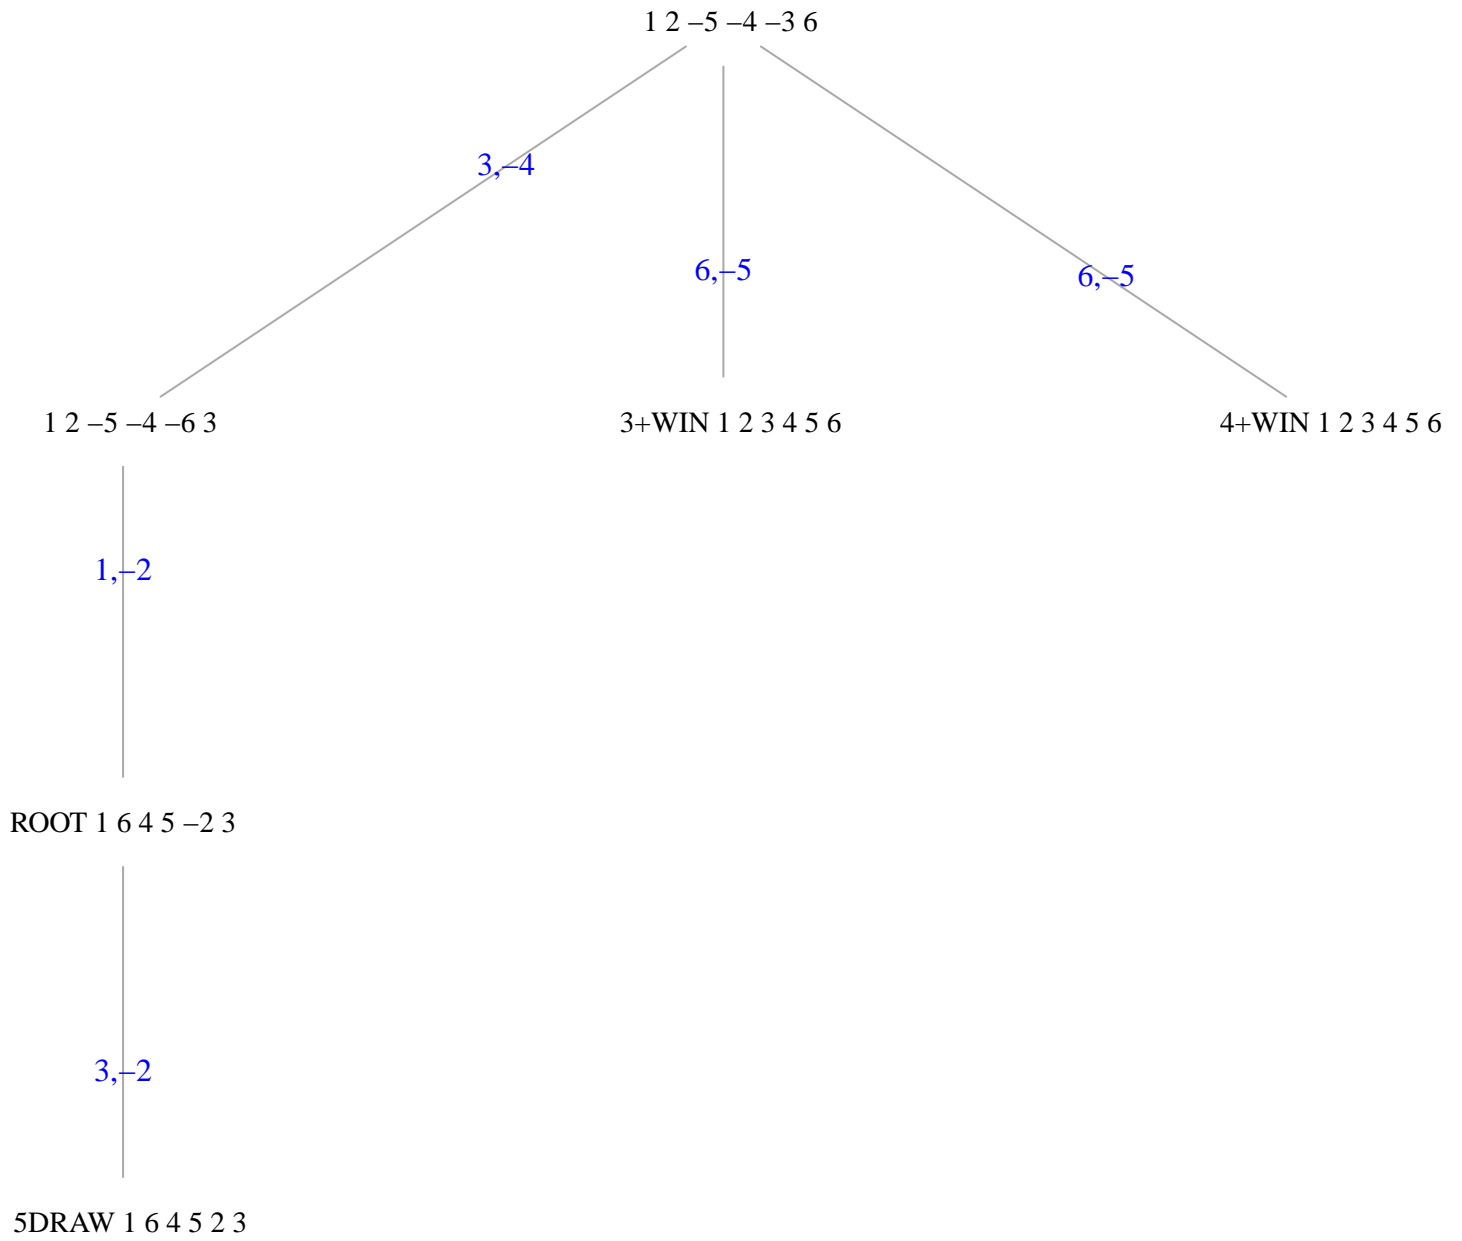 1 2 –5 –4 –3 6
3,–4
6,–5
6,–5
1 2 –5 –4 –6 3
3+WIN 1 2 3 4 5 6
4+WIN 1 2 3 4 5 6
1,–2
ROOT 1 6 4 5 –2 3
3,–2
5DRAW 1 6 4 5 2 3